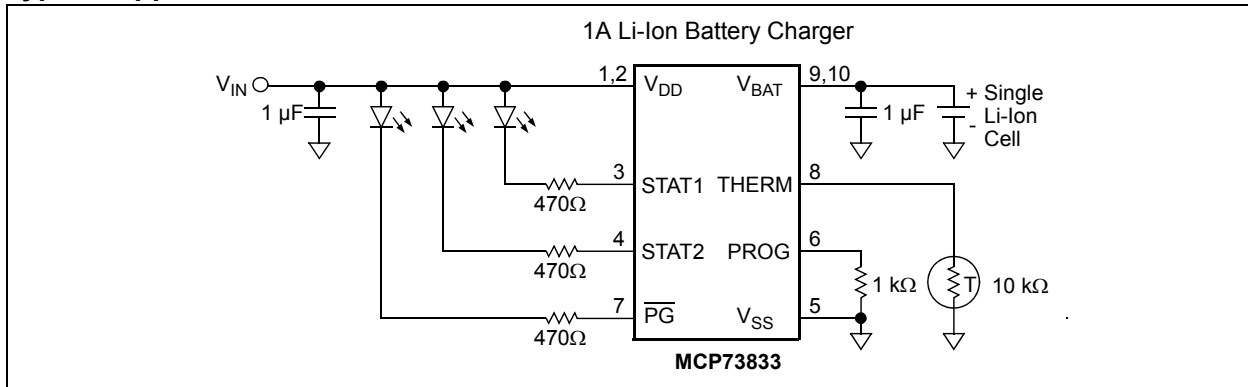 1A Li-Ion Battery Charger
V_IN
1,2
V_DD
V_BAT
9,10
1 µF
1 µF
+ Single
- Li-Ion
Cell
3
STAT1
THERM
8
470Ω
4
STAT2
PROG
6
470Ω
1 kΩ
T
10 kΩ
7
PG
V_SS
5
470Ω
MCP73833